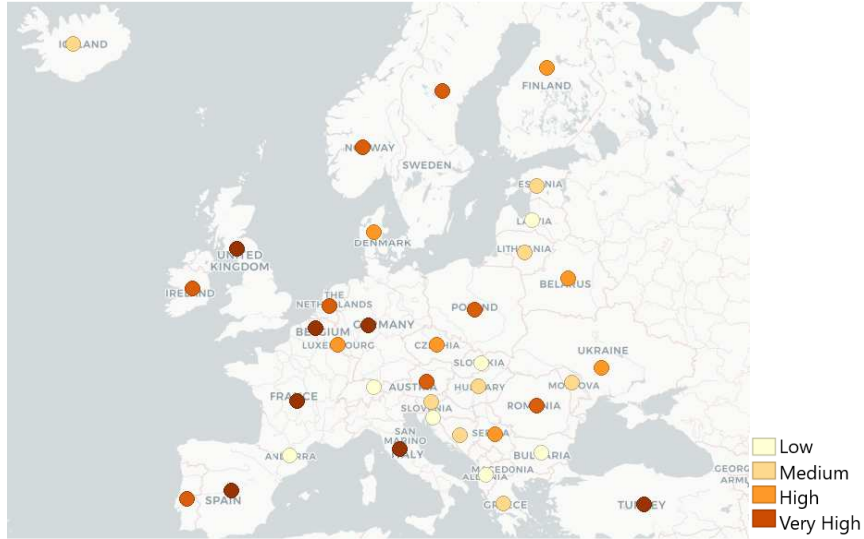 ICELAND
FINLAND
NORWAY
SWEDEN
ESTONIA
LATVIA
DENMARK
LITHUANIA
UNITED
KINGDOM
BELARUS
IRELAND
THE
NETHERLANDS
POLAND
BELGIUM
GERMANY
LUXEMBOURG
CZECHIA
UKRAINE
SLOVAKIA
AUSTRIA
HUNGARY
MOLDOVA
FRANCE
SLOVENIA
ROMANIA
SAN
MARINO
SERBIA
ITALY
ANDORRA
BULGARIA
MACEDONIA
ALBANIA
GEORG
ARME
SPAIN
GREECE
TURKEY
Low
Medium
High
Very High